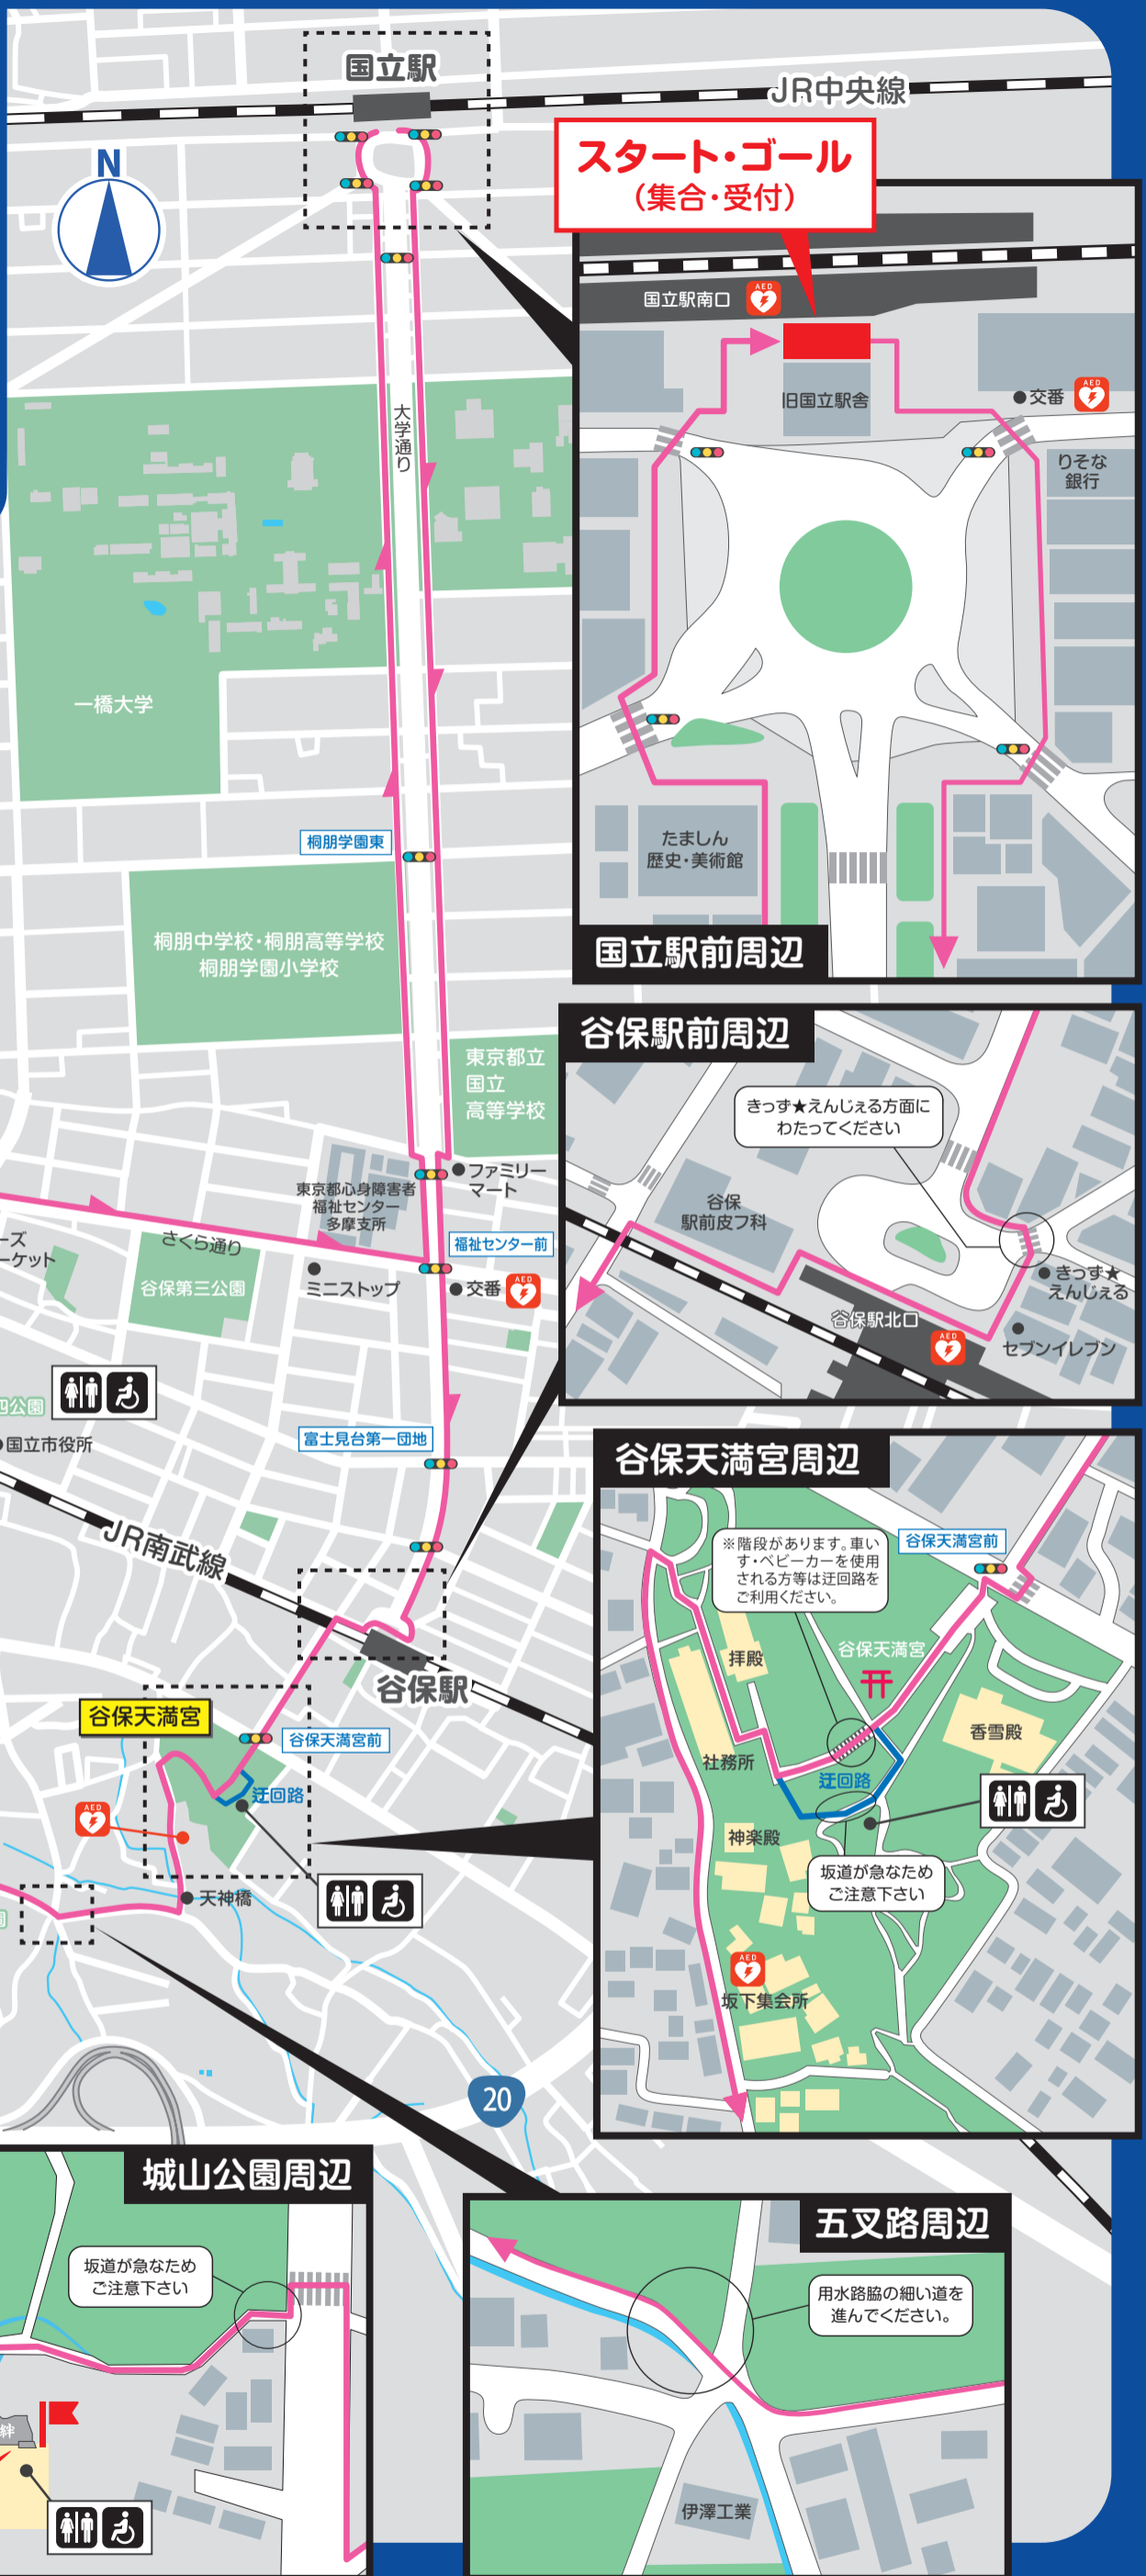 国立駅
JR中央線
N
スタート・ゴール
(集合・受付)
国立駅南口
AED
旧国立駅舎
交番
AED
りそな
銀行
たましん
歴史・美術館
国立駅前周辺
大学通り
一橋大学
桐朋学園東
桐朋中学校・桐朋高等学校
桐朋学園小学校
東京都立
国立
高等学校
ファミリー
マート
東京都心身障害者
福祉センター
多摩支所
さくら通り
福祉センター前
ーズ
ーケット
谷保第三公園
ミニストップ
交番
AED
四公園
国立市役所
富士見台第一団地
JR南武線
谷保駅
谷保駅前周辺
きっず★えんじぇる方面に
わたってください
谷保
駅前皮フ科
きっず★
えんじぇる
谷保駅北口
AED
セブンイレブン
谷保天満宮
谷保天満宮前
迂回路
AED
天神橋
谷保天満宮周辺
谷保天満宮前
※階段があります。車い
す・ベビーカーを使用
される方等は迂回路を
ご利用ください。
谷保天満宮
拝殿
香雪殿
社務所
迂回路
神楽殿
坂道が急なため
ご注意下さい
AED
坂下集会所
20
城山公園周辺
坂道が急なため
ご注意下さい
絆
五叉路周辺
用水路脇の細い道を
進んでください。
伊澤工業